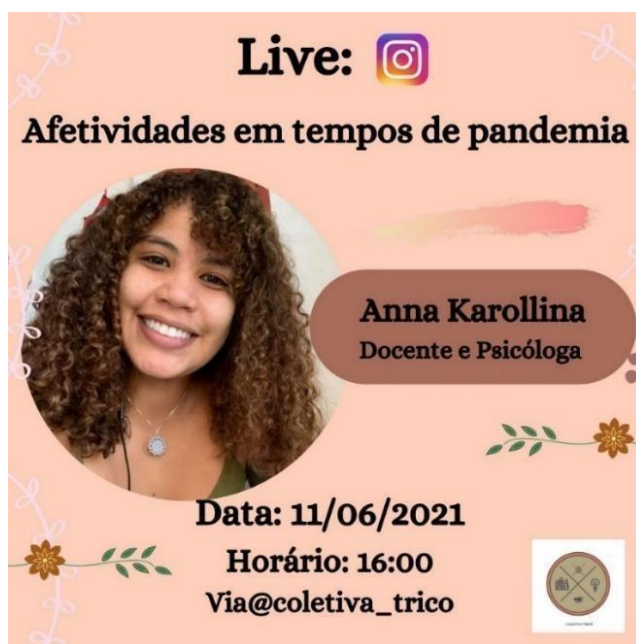 Live:
Afetividades em tempos de pandemia
Anna Karollina
Docente e Psicóloga
Data: 11/06/2021
Horário: 16:00
Via@coletiva_trico